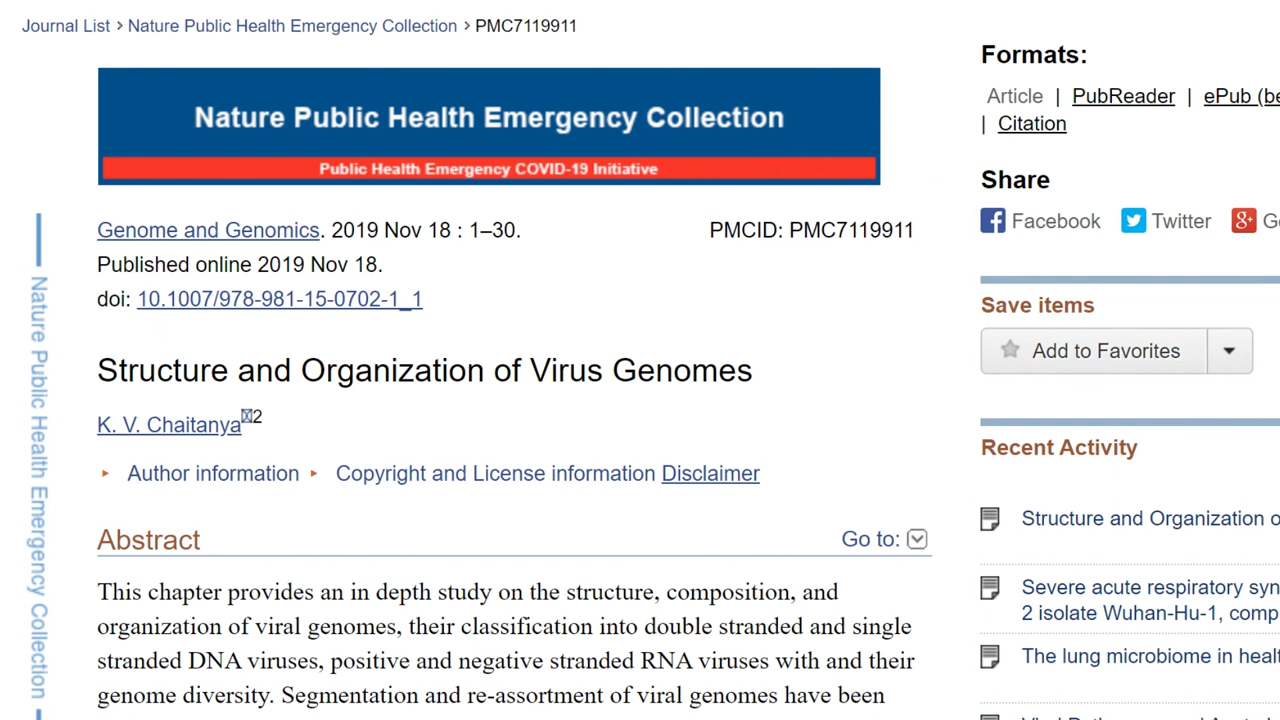 Journal List > Nature Public Health Emergency Collection > PMC7119911
Nature Public Health Emergency Collection
Public Health Emergency COVID-19 Initiative
Genome and Genomics. 2019 Nov 18 : 1–30.
PMCID: PMC7119911
Published online 2019 Nov 18.
doi: 10.1007/978-981-15-0702-1_1
Structure and Organization of Virus Genomes
K. V. Chaitanya 2
Author information Copyright and License information Disclaimer
Abstract
Go to:
This chapter provides an in depth study on the structure, composition, and
organization of viral genomes, their classification into double stranded and single
stranded DNA viruses, positive and negative stranded RNA viruses with and their
genome diversity. Segmentation and re-assortment of viral genomes have been
Nature Public Health Emergency Collection
Formats:
Article | PubReader | ePub (be
| Citation
Share
Facebook Twitter G
Save items
Add to Favorites
Recent Activity
Structure and Organization o
Severe acute respiratory syn
2 isolate Wuhan-Hu-1, comp
The lung microbiome in healt